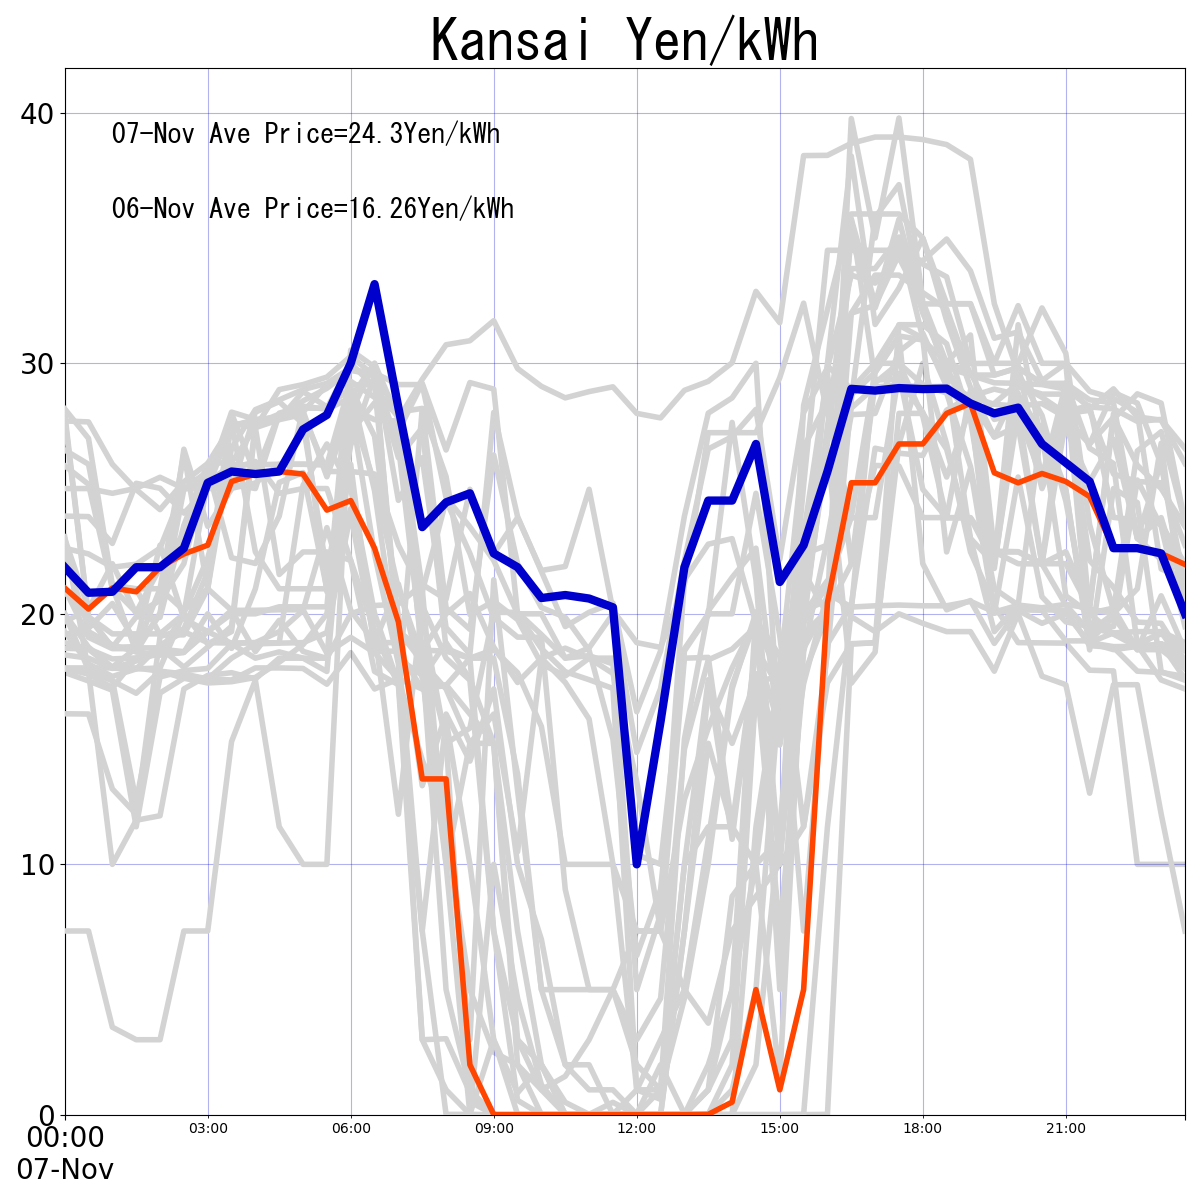 Kansai Yen/kWh
40
07-Nov Ave Price=24.3Yen/kWh
06-Nov Ave Price=16.26Yen/kWh
30
20
10
0
00:00 03:00 06:00 09:00 12:00 15:00 18:00 21:00
07-Nov